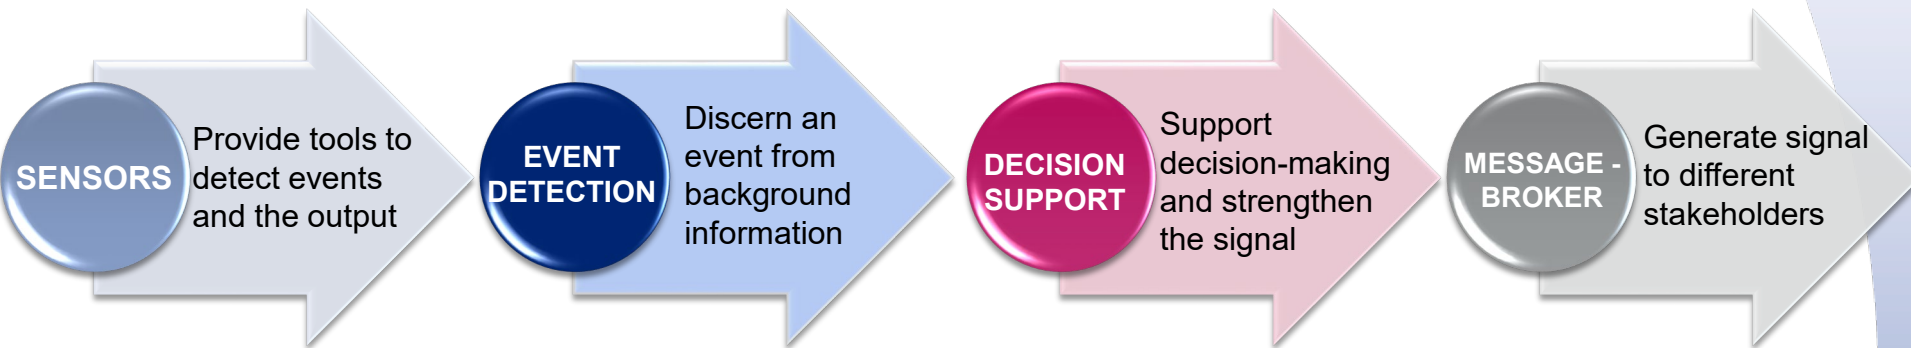 SENSORS
Provide tools to
detect events
and the output
EVENT
DETECTION
Discern an
event from
background
information
DECISION
SUPPORT
Support
decision-making
and strengthen
the signal
MESSAGE -
BROKER
Generate signal
to different
stakeholders